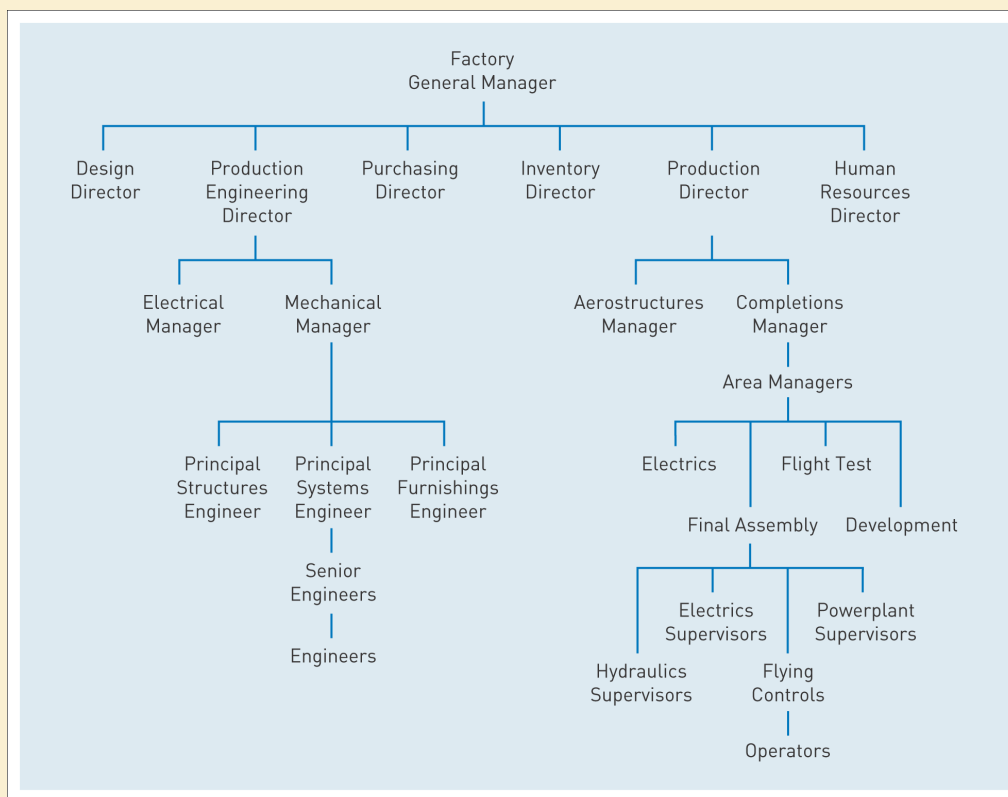 Factory
General Manager
Design
Director
Production
Engineering
Director
Purchasing
Director
Inventory
Director
Production
Director
Human
Resources
Director
Electrical
Manager
Mechanical
Manager
Aerostructures
Manager
Completions
Manager
Area Managers
Principal
Structures
Engineer
Principal
Systems
Engineer
Principal
Furnishings
Engineer
Electrics
Flight Test
Final Assembly
Development
Senior
Engineers
Engineers
Electrics
Supervisors
Powerplant
Supervisors
Hydraulics
Supervisors
Flying
Controls
Operators